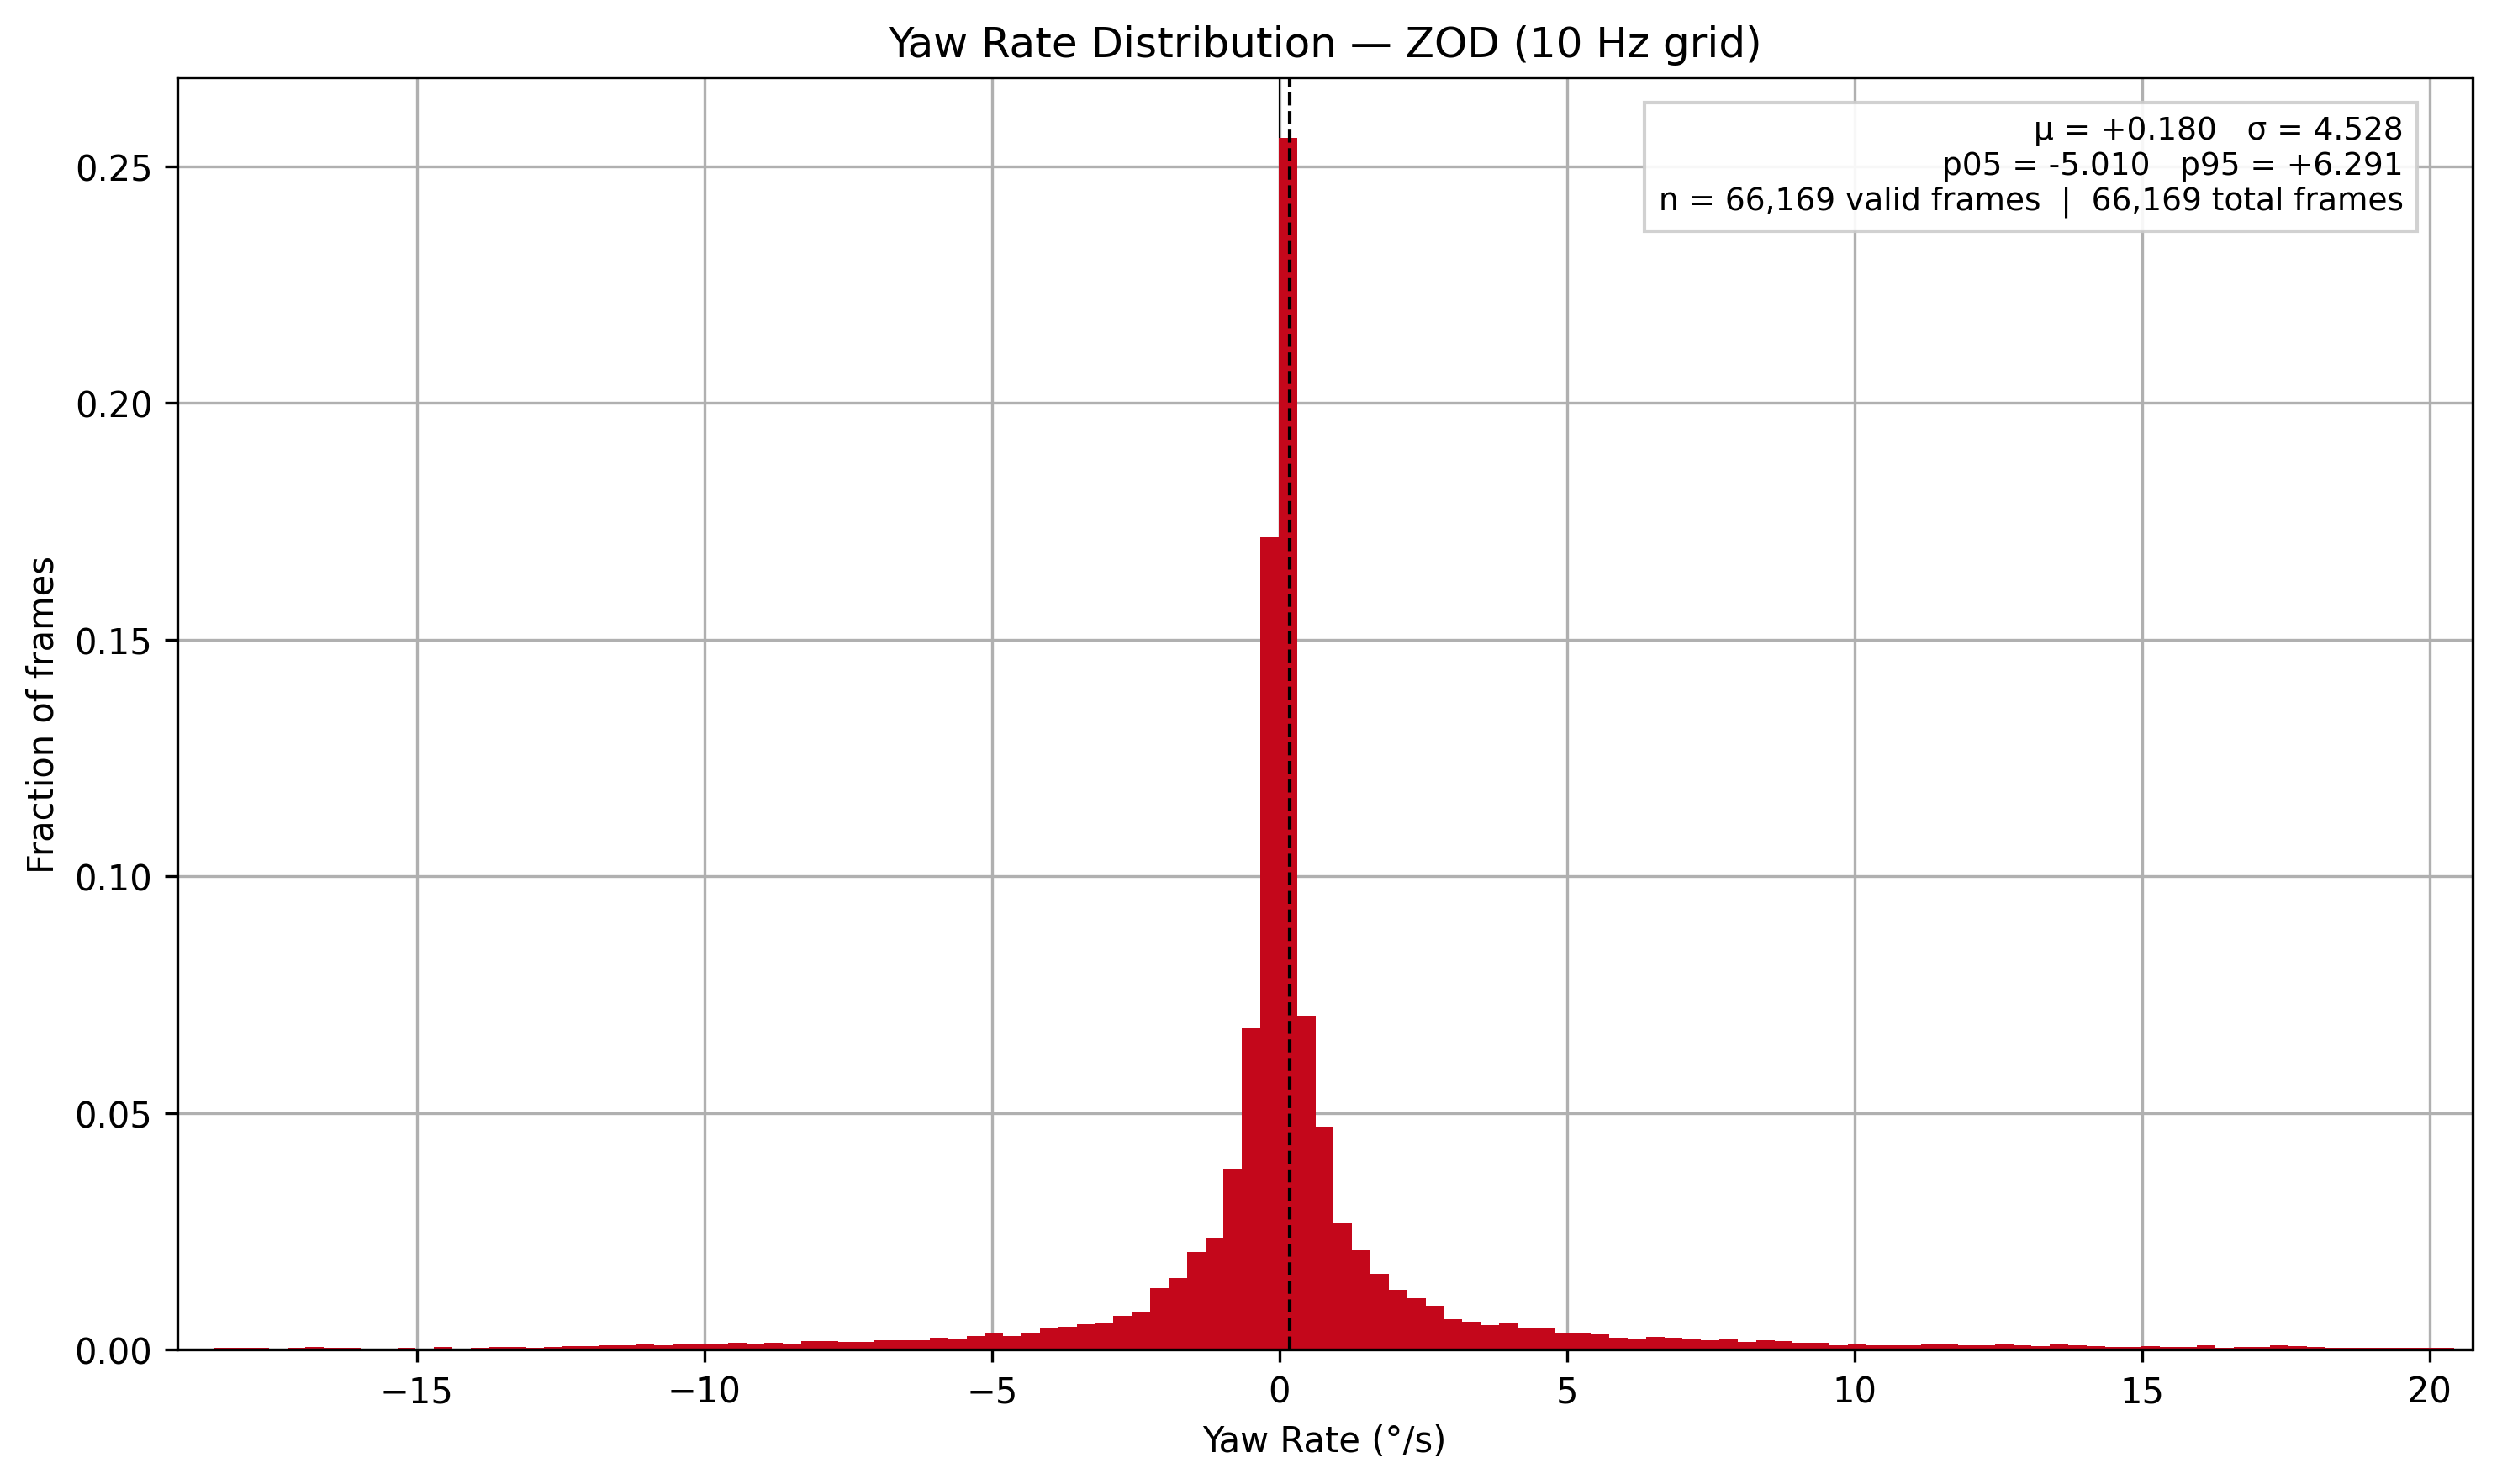 Yaw Rate Distribution — ZOD (10 Hz grid)
μ = +0.180   σ = 4.528
p05 = -5.010   p95 = +6.291
n = 66,169 valid frames  |  66,169 total frames
Fraction of frames
0.25
0.20
0.15
0.10
0.05
0.00
−15
−10
−5
0
5
10
15
20
Yaw Rate (°/s)